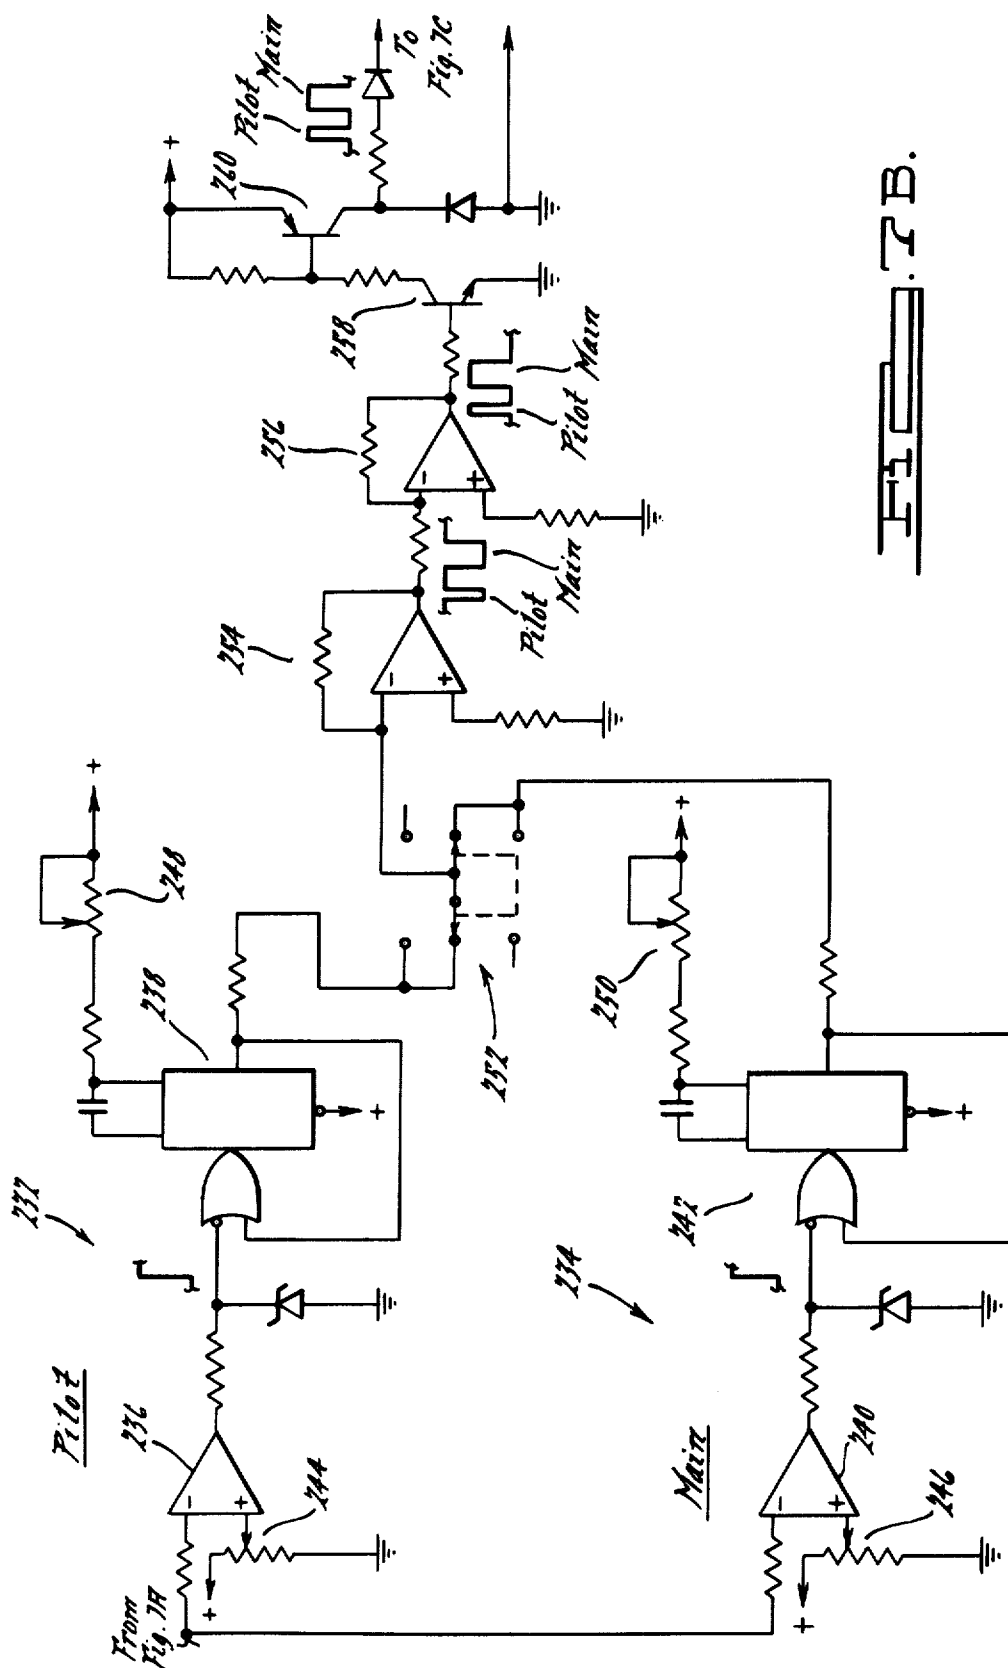 From
Fig. 7A
Pilot
232
236
244
238
248
+
+
+
-
+
Main
234
240
246
242
250
+
+
+
-
+
252
254
-
+
Pilot
Main
256
-
+
Pilot
Main
258
260
+
Pilot
Main
To
Fig. 7C
Fig. 7B.